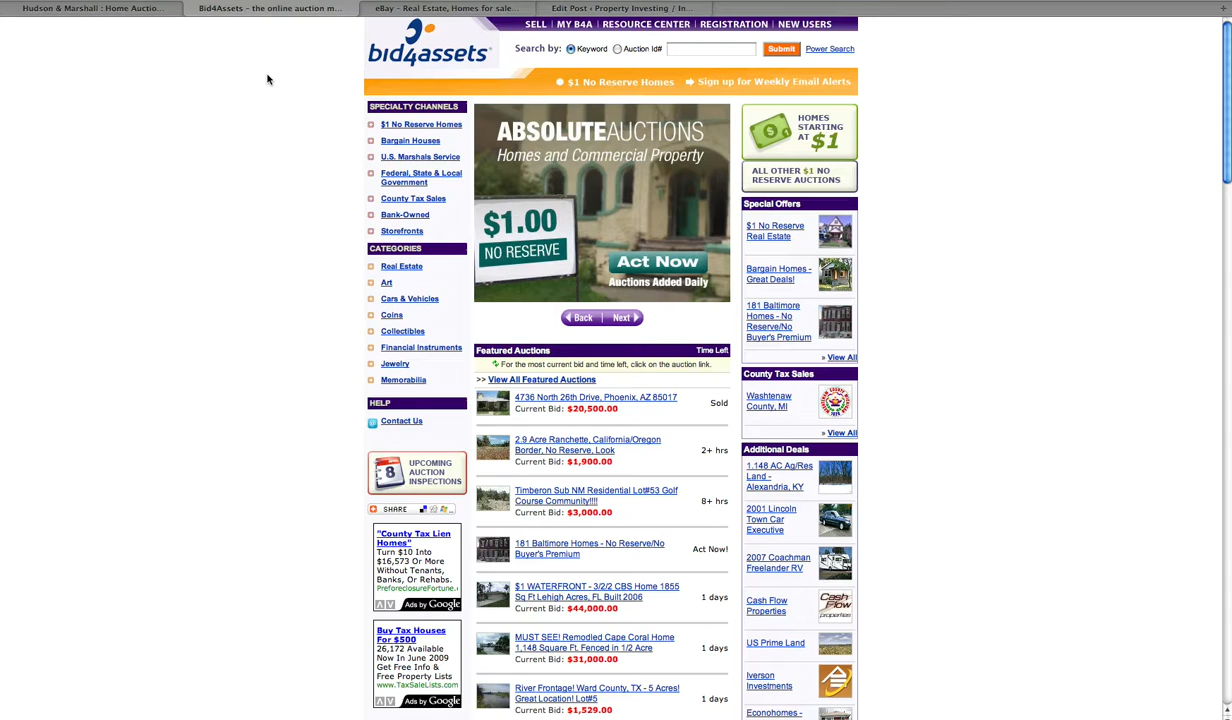 Hudson & Marshall : Home Auctio...
Bid4Assets – the online auction m...
eBay – Real Estate, Homes for sale...
Edit Post ‹ Property Investing / In...
SELL | MY B4A | RESOURCE CENTER | REGISTRATION | NEW USERS
bid4assets
Search by: Keyword Auction Id# Submit Power Search
$1 No Reserve Homes Sign up for Weekly Email Alerts
SPECIALTY CHANNELS
$1 No Reserve Homes
Bargain Houses
U.S. Marshals Service
Federal, State & Local
Government
County Tax Sales
Bank-Owned
Storefronts
CATEGORIES
Real Estate
Art
Cars & Vehicles
Coins
Collectibles
Financial Instruments
Jewelry
Memorabilia
HELP
Contact Us
8
UPCOMING
AUCTION
INSPECTIONS
SHARE
"County Tax Lien
Homes"
Turn $10 Into
$16,573 Or More
Without Tenants,
Banks, Or Rehabs.
PreforeclosureFortune.
Ads by Google
Buy Tax Houses
For $500
26,172 Available
Now In June 2009
Get Free Info &
Free Property Lists
www.TaxSaleLists.com
Ads by Google
ABSOLUTEAUCTIONS
Homes and Commercial Property
$1.00
NO RESERVE
Act Now
Auctions Added Daily
Back | Next
Featured Auctions Time Left
For the most current bid and time left, click on the auction link.
>> View All Featured Auctions
4736 North 26th Drive, Phoenix, AZ 85017
Current Bid: $20,500.00
Sold
2.9 Acre Ranchette, California/Oregon
Border, No Reserve, Look
Current Bid: $1,900.00
2+ hrs
Timberon Sub NM Residential Lot#53 Golf
Course Community!!!!
Current Bid: $3,000.00
8+ hrs
181 Baltimore Homes - No Reserve/No
Buyer's Premium
Act Now!
$1 WATERFRONT - 3/2/2 CBS Home 1855
Sq Ft Lehigh Acres, FL Built 2006
Current Bid: $44,000.00
1 days
MUST SEE! Remodled Cape Coral Home
1,148 Square Ft. Fenced in 1/2 Acre
Current Bid: $31,000.00
1 days
River Frontage! Ward County, TX - 5 Acres!
Great Location! Lot#5
Current Bid: $1,529.00
1 days
HOMES
STARTING
AT $1
ALL OTHER $1 NO
RESERVE AUCTIONS
Special Offers
$1 No Reserve
Real Estate
Bargain Homes -
Great Deals!
181 Baltimore
Homes - No
Reserve/No
Buyer's Premium
» View All
County Tax Sales
Washtenaw
County, MI
» View All
Additional Deals
1.148 AC Ag/Res
Land -
Alexandria, KY
2001 Lincoln
Town Car
Executive
2007 Coachman
Freelander RV
Cash Flow
Properties
Cash
Flow
properties
US Prime Land
Iverson
Investments
Econohomes -